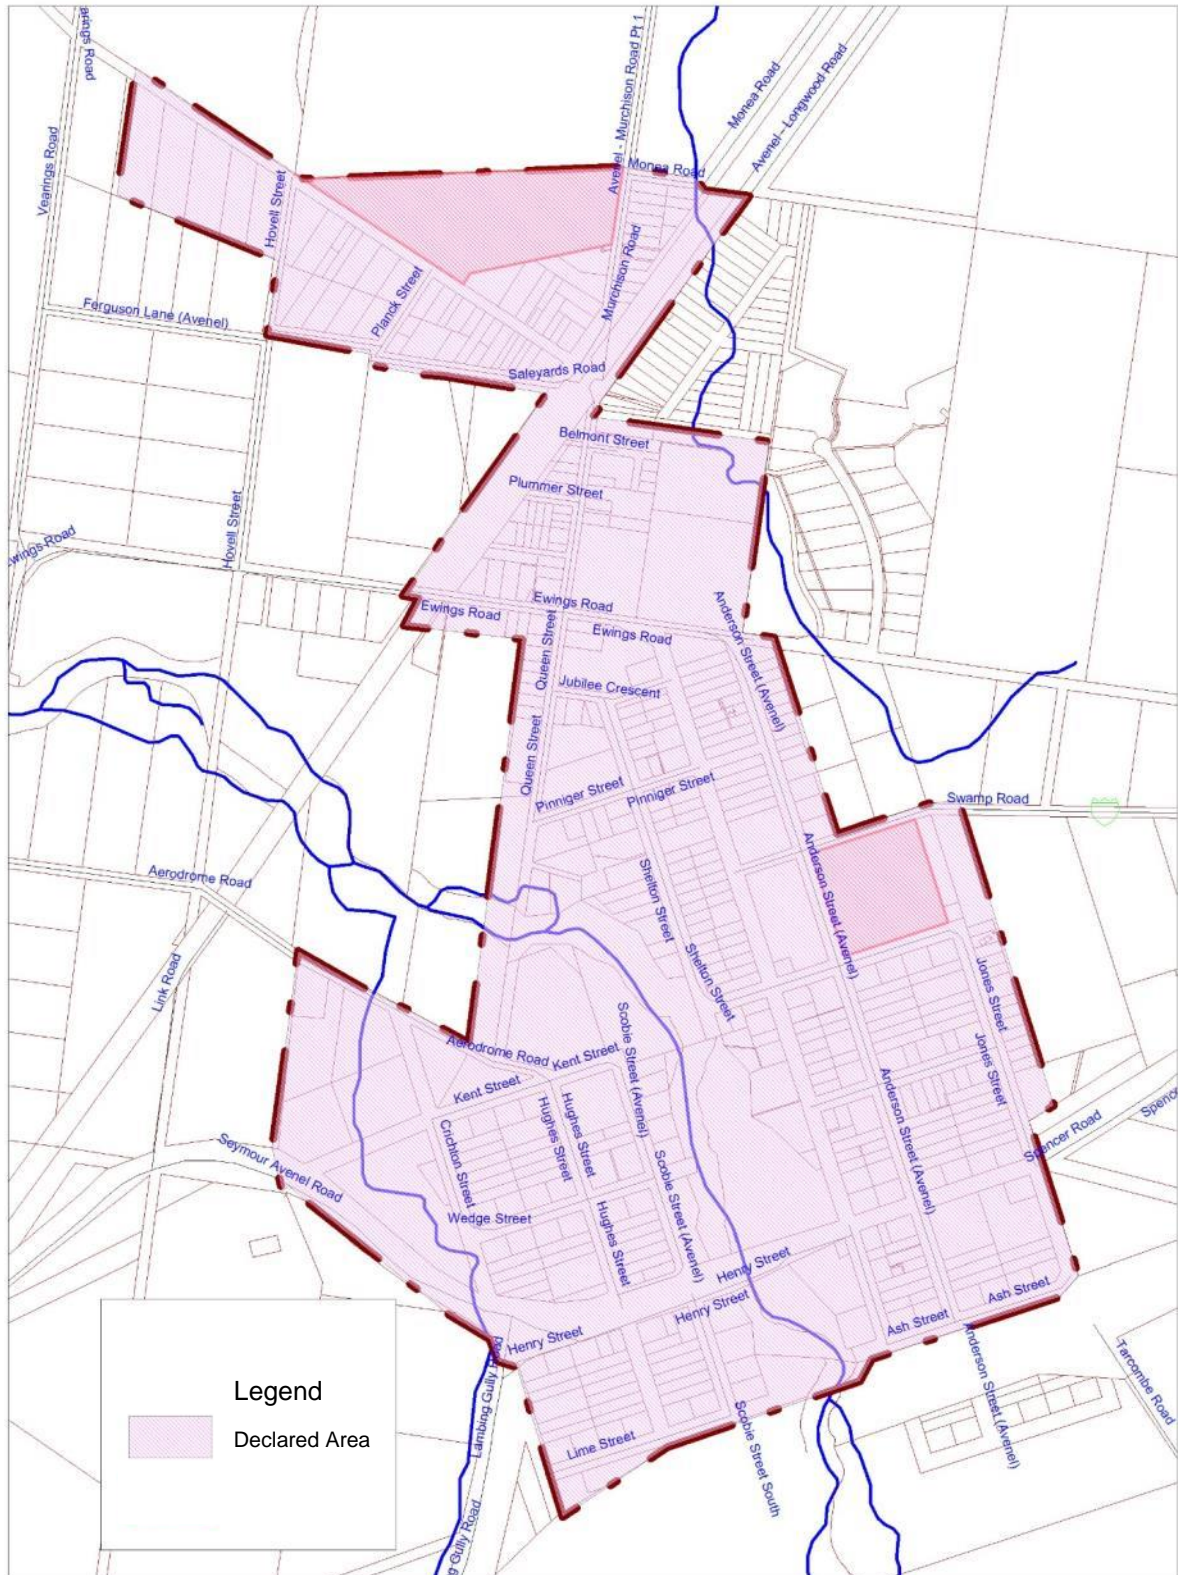 arings Road
Avenel - Murchison Road Pt 1
Monea Road
Avenel - Longwood Road
Vearings Road
Monea Road
Hovell Street
Murchison Road
Planck Street
Ferguson Lane (Avenel)
Saleyards Road
Belmont Street
Plummer Street
Hovell Street
wings Road
Ewings Road
Ewings Road
Ewings Road
Anderson Street (Avenel)
Queen Street
Jubilee Crescent
Queen Street
Pinniger Street
Pinniger Street
Swamp Road
Aerodrome Road
Shelton Street
Anderson Street (Avenel)
Link Road
Shelton Street
Jones Street
Scobie Street (Avenel)
Aerodrome Road
Kent Street
Jones Street
Kent Street
Anderson Street (Avenel)
Hughes Street
Hughes Street
Spencer Road
Spenc
Crichton Street
Seymour Avenel Road
Scobie Street (Avenel)
Wedge Street
Hughes Street
Henry Street
Henry Street
Ash Street
Ash Street
Henry Street
Anderson Street (Avenel)
Tarcombe Road
Lambing Gully Road
Legend
Declared Area
Lime Street
Scobie Street South
g Gully Road